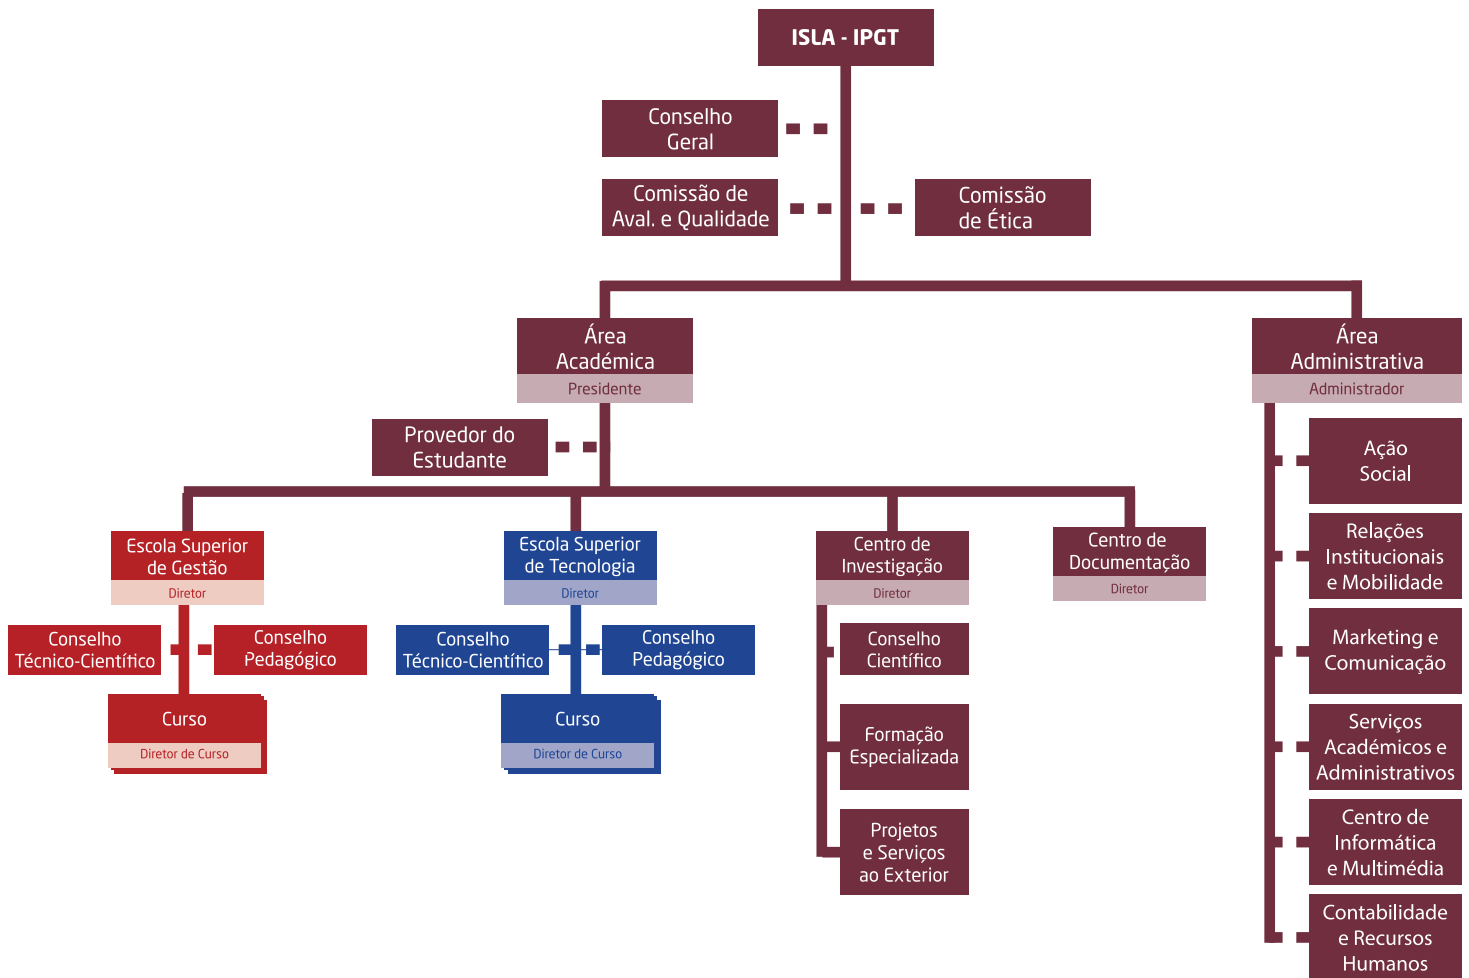 ISLA - IPGT
Conselho
Geral
Comissão de
Aval. e Qualidade
Comissão
de Ética
Área
Académica
Presidente
Área
Administrativa
Administrador
Provedor do
Estudante
Escola Superior
de Gestão
Diretor
Escola Superior
de Tecnologia
Diretor
Centro de
Investigação
Diretor
Centro de
Documentação
Diretor
Conselho
Técnico-Científico
Conselho
Pedagógico
Conselho
Técnico-Científico
Conselho
Pedagógico
Conselho
Científico
Curso
Diretor de Curso
Curso
Diretor de Curso
Formação
Especializada
Projetos
e Serviços
ao Exterior
Ação
Social
Relações
Institucionais
e Mobilidade
Marketing e
Comunicação
Serviços
Académicos e
Administrativos
Centro de
Informática
e Multimédia
Contabilidade
e Recursos
Humanos